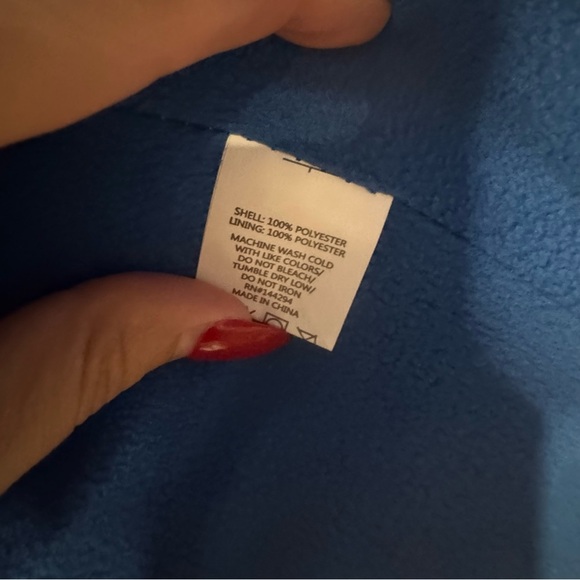 SHELL: 100% POLYESTER
LINING: 100% POLYESTER
MACHINE WASH COLD
WITH LIKE COLORS/
DO NOT BLEACH/
TUMBLE DRY LOW/
DO NOT IRON
RN#144294
MADE IN CHINA